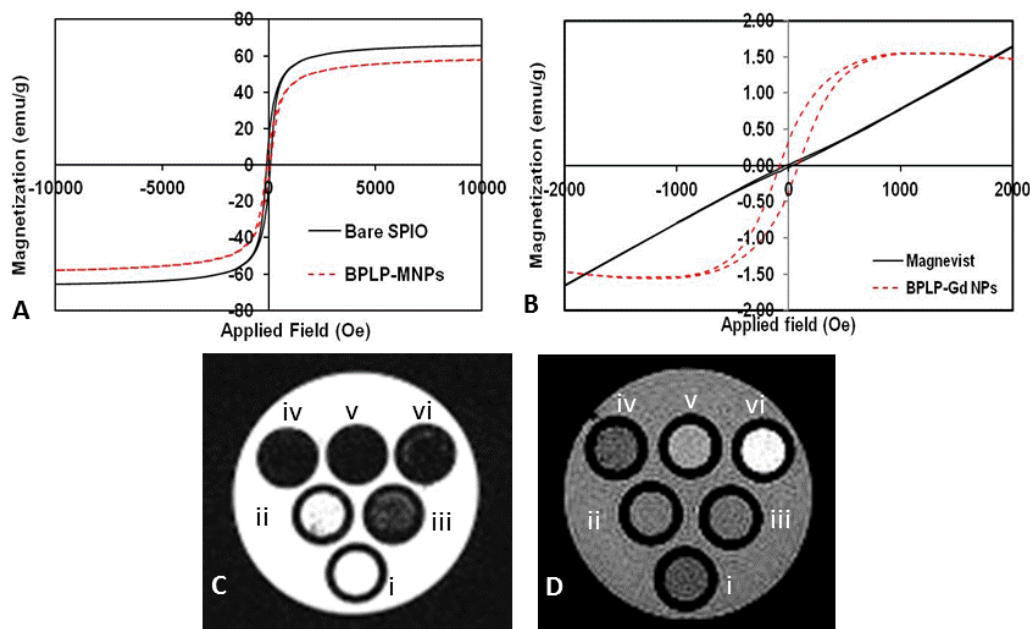 80
60
40
20
0
-20
-40
-60
-80
-10000
-5000
0
5000
10000
Magnetization (emu/g)
Bare SPIO
BPLP-MNPs
A
Applied Field (Oe)
2.00
1.50
1.00
0.50
0.00
-0.50
-1.00
-1.50
-2.00
-2000
-1000
0
1000
2000
Magnetization (emu/g)
Magnevist
BPLP-Gd NPs
B
Applied field (Oe)
iv
v
vi
ii
iii
i
C
iv
v
vi
ii
iii
i
D